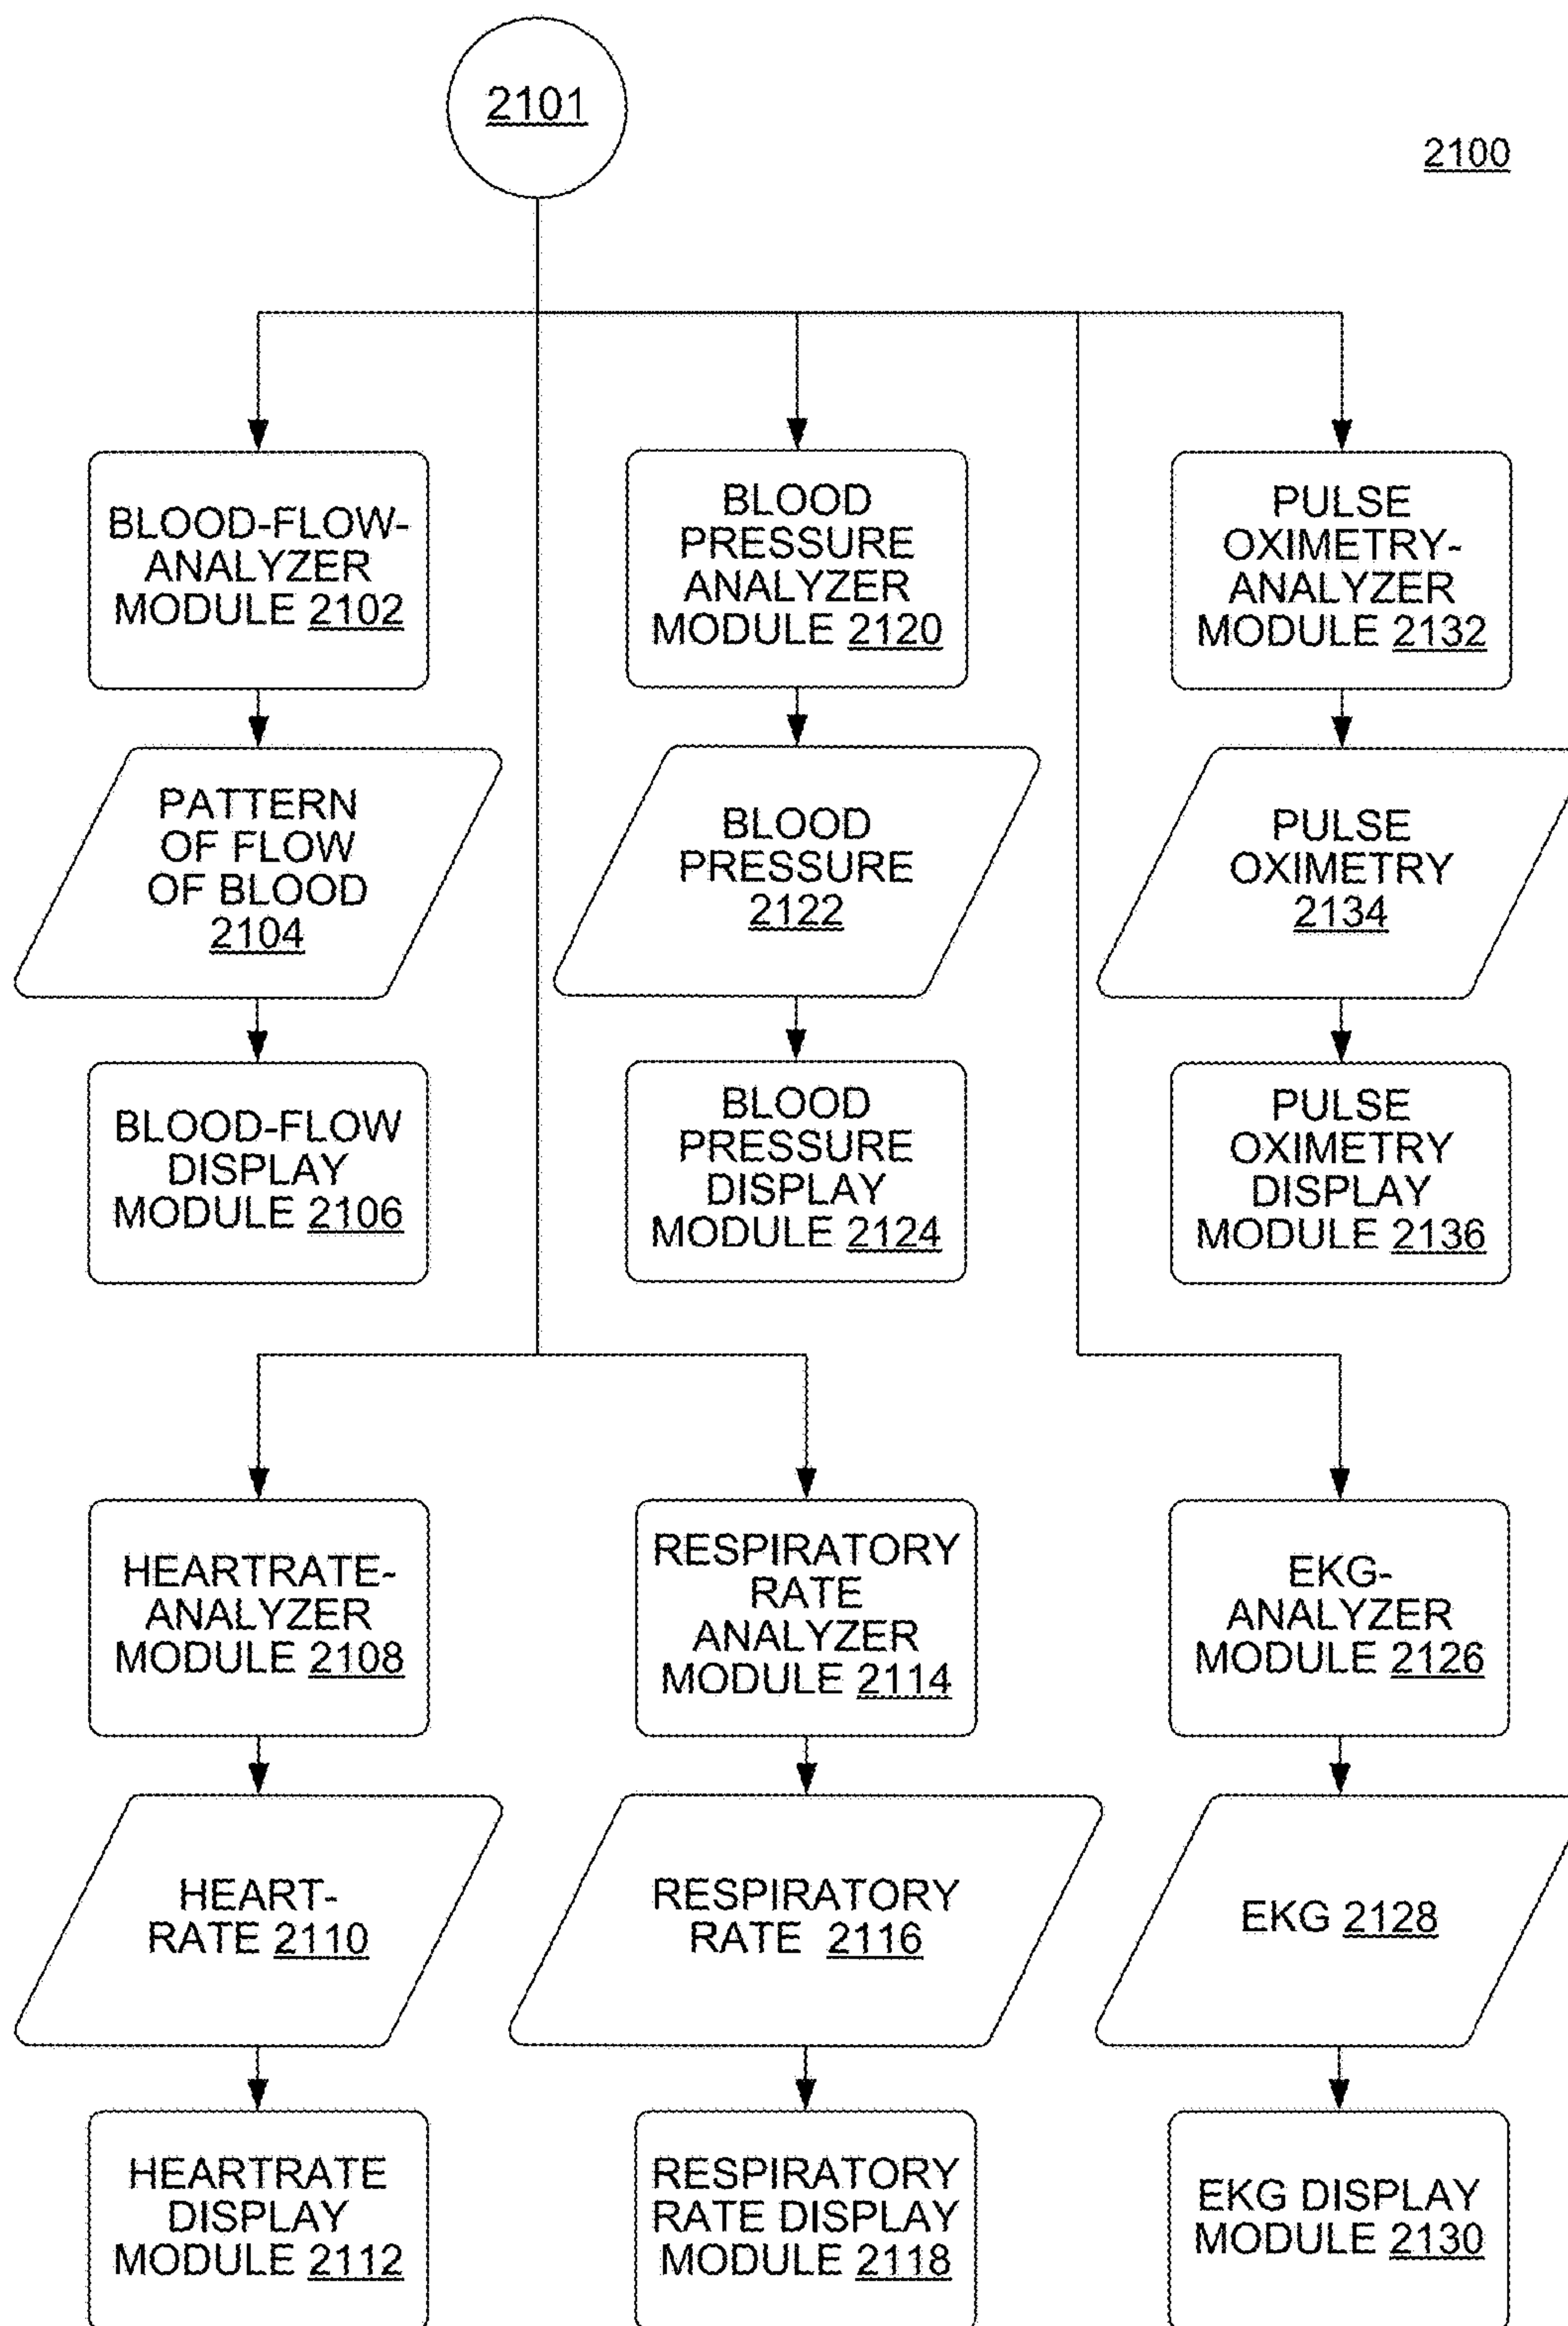 2101
2100
BLOOD-FLOW-
ANALYZER
MODULE 2102
BLOOD
PRESSURE
ANALYZER
MODULE 2120
PULSE
OXIMETRY-
ANALYZER
MODULE 2132
PATTERN
OF FLOW
OF BLOOD
2104
BLOOD
PRESSURE
2122
PULSE
OXIMETRY
2134
BLOOD-FLOW
DISPLAY
MODULE 2106
BLOOD
PRESSURE
DISPLAY
MODULE 2124
PULSE
OXIMETRY
DISPLAY
MODULE 2136
HEARTRATE-
ANALYZER
MODULE 2108
RESPIRATORY
RATE
ANALYZER
MODULE 2114
EKG-
ANALYZER
MODULE 2126
HEART-
RATE 2110
RESPIRATORY
RATE 2116
EKG 2128
HEARTRATE
DISPLAY
MODULE 2112
RESPIRATORY
RATE DISPLAY
MODULE 2118
EKG DISPLAY
MODULE 2130